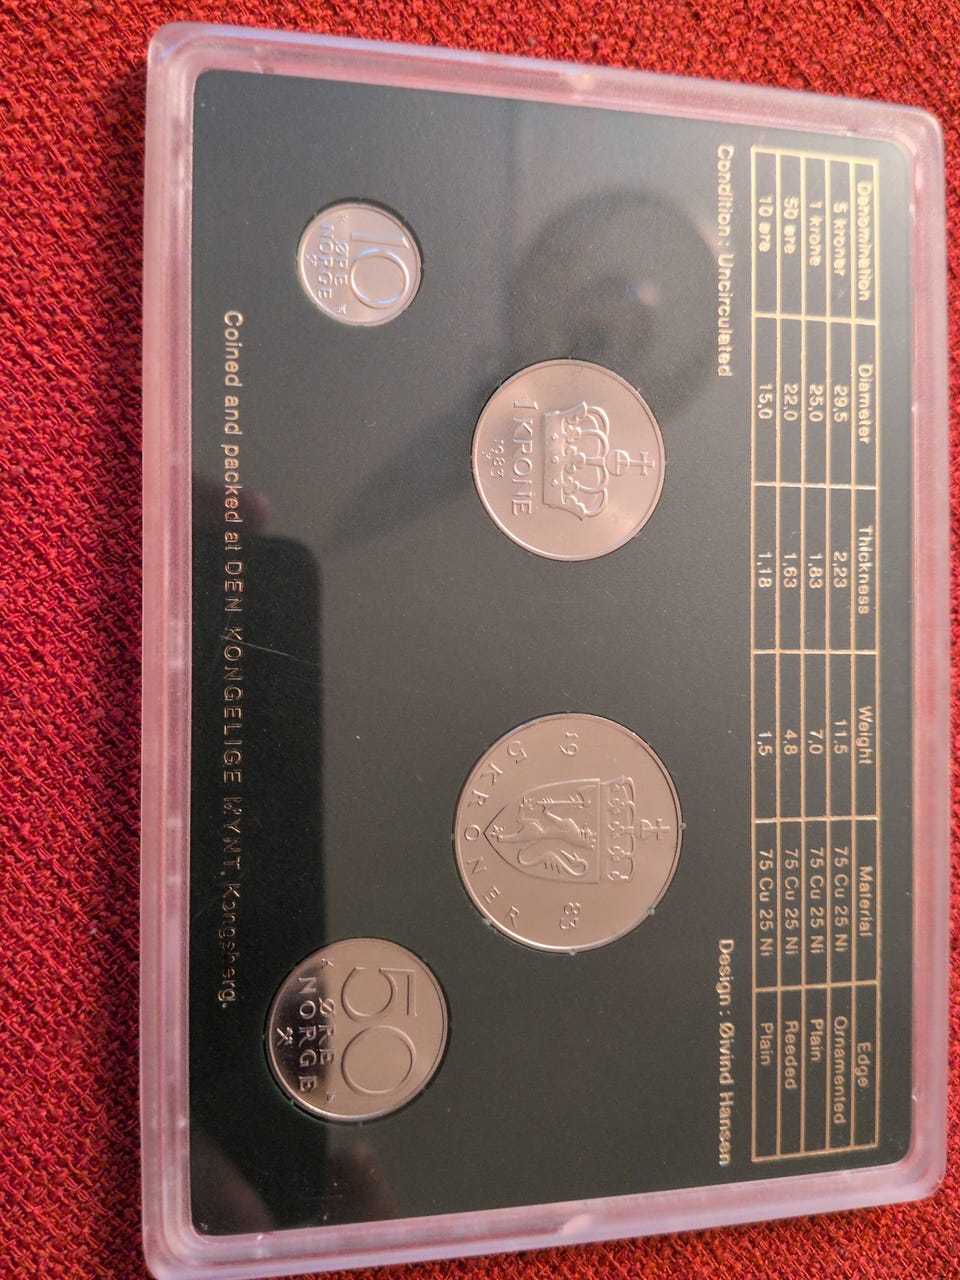 Denomination Diameter Thickness Weight Material Edge
5 kroner 29,5 2,23 11,5 75 Cu 25 Ni Ornamented
1 krone 25,0 1,83 7,0 75 Cu 25 Ni Plain
50 øre 22,0 1,63 4,8 75 Cu 25 Ni Reeded
10 øre 15,0 1,18 1,5 75 Cu 25 Ni Plain
Condition: Uncirculated
Design: Øivind Hansen
1 KRONE
1983
19 83
5 KRONER
10
ØRE
NORGE
50
ØRE
NORGE
Coined and packed at DEN KONGELIGE MYNT, Kongsberg.